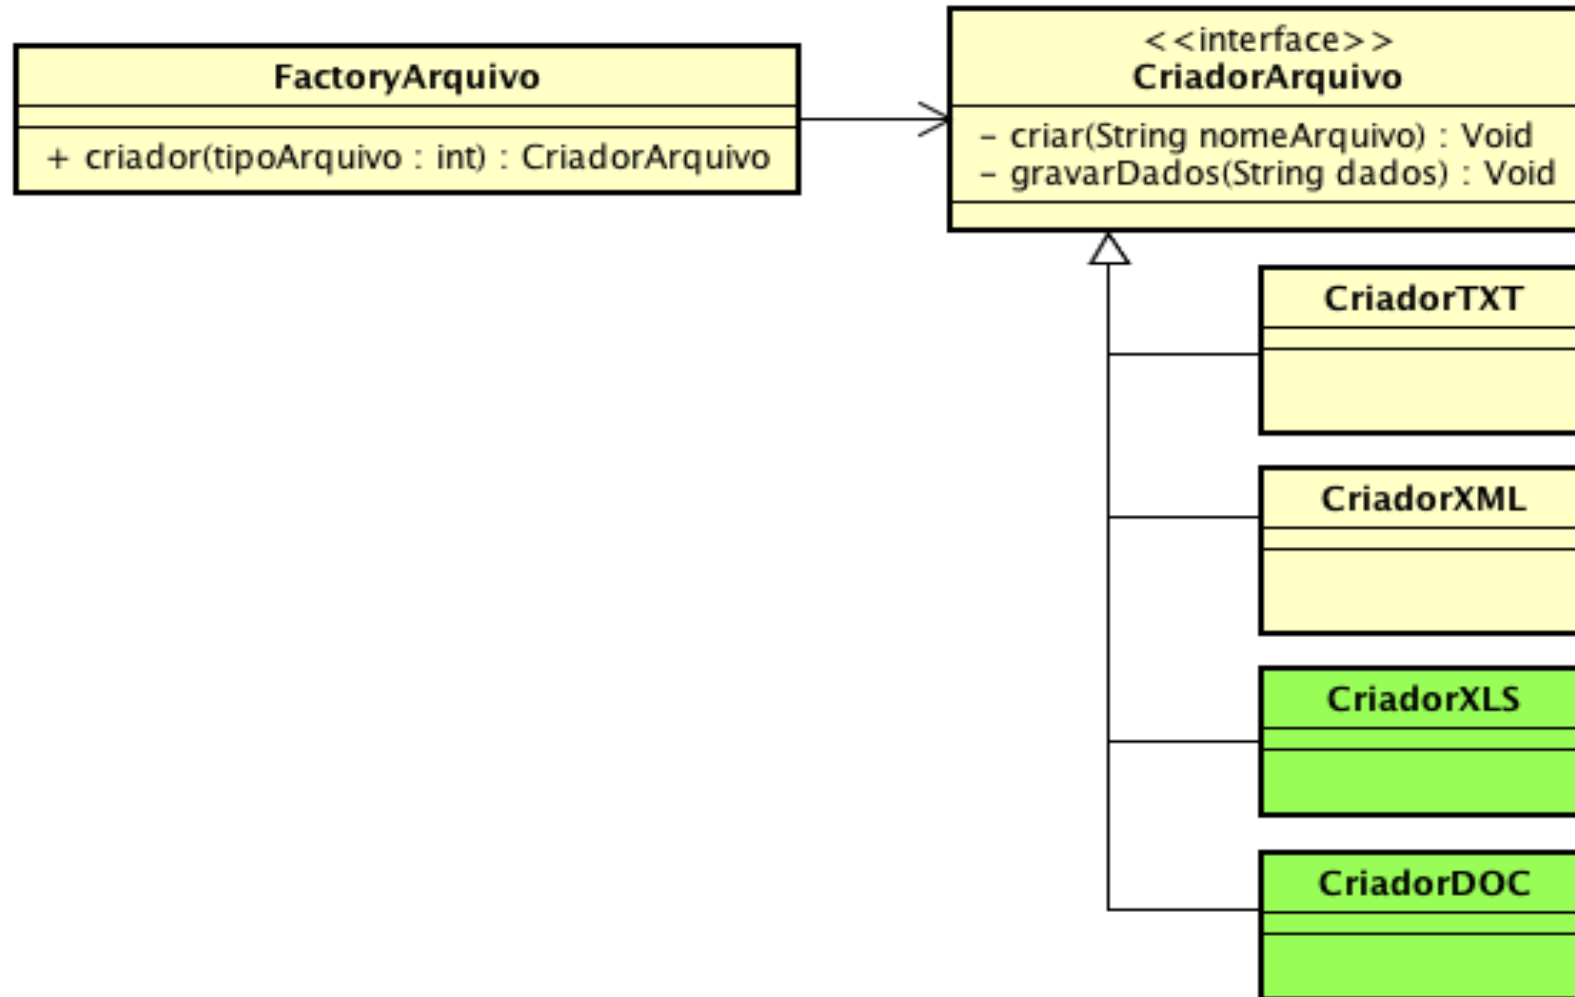 FactoryArquivo
+ criador(tipoArquivo : int) : CriadorArquivo
<<interface>>
CriadorArquivo
- criar(String nomeArquivo) : Void
- gravarDados(String dados) : Void
CriadorTXT
CriadorXML
CriadorXLS
CriadorDOC